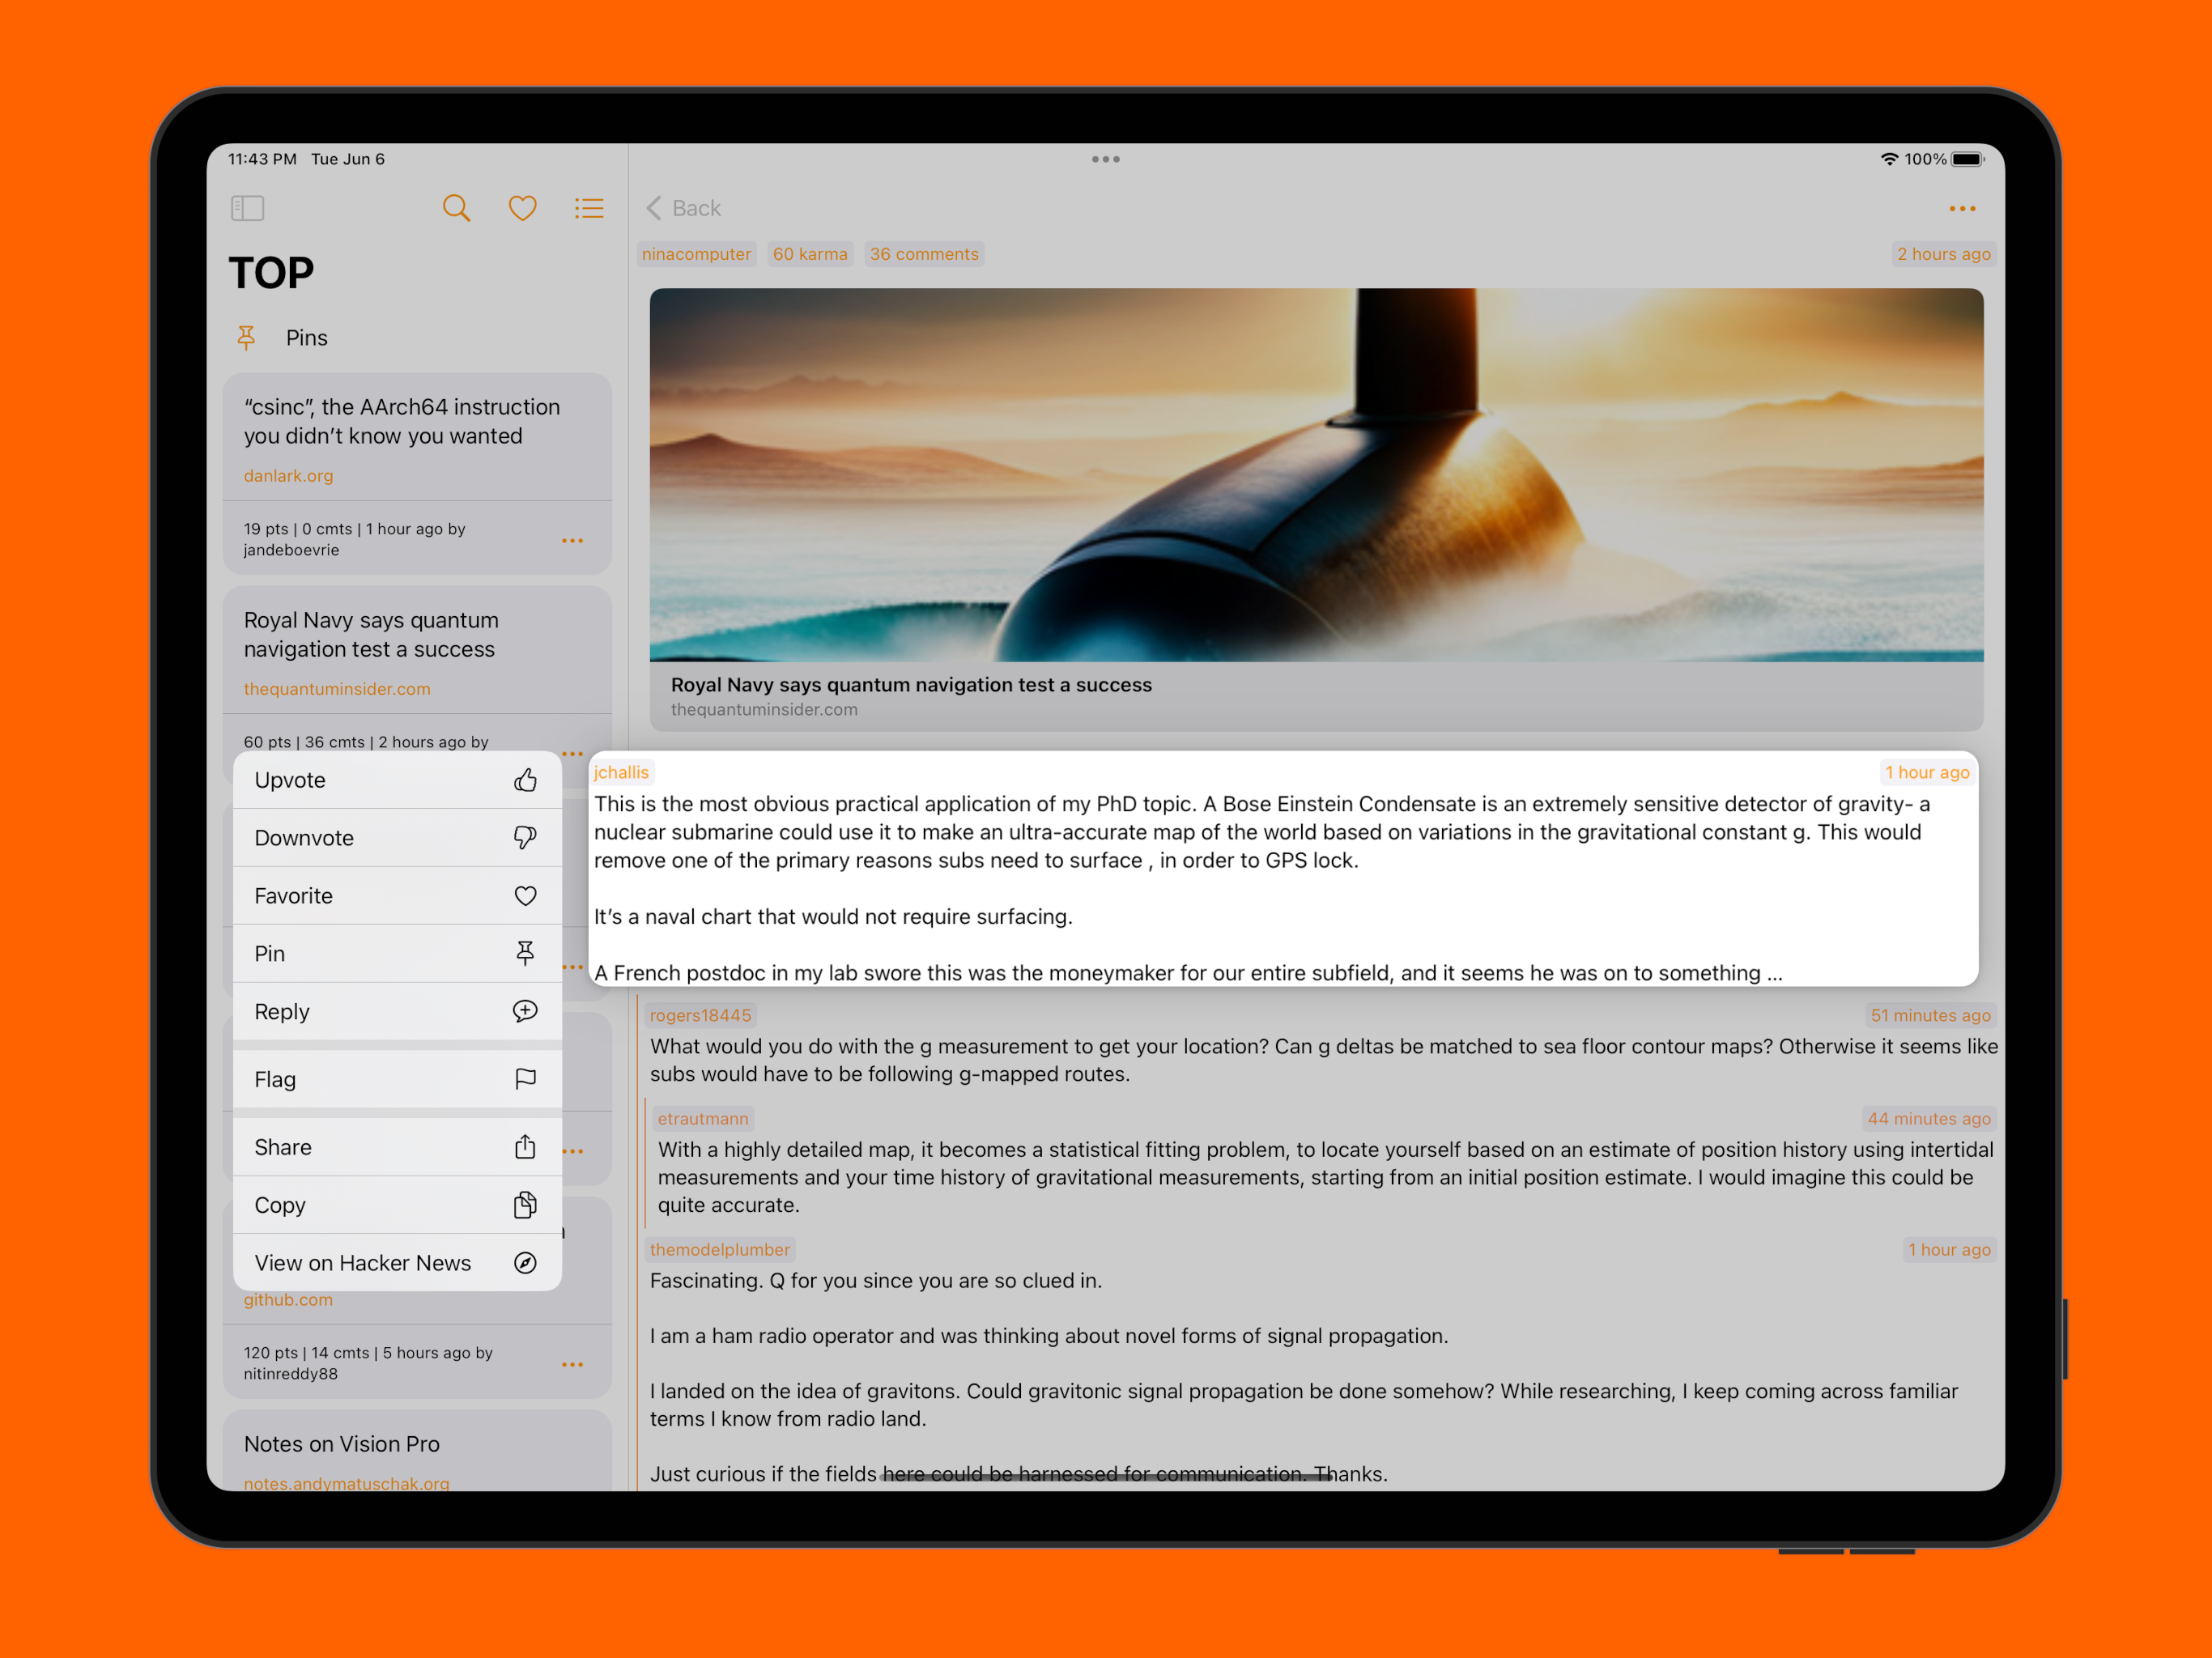 11:43 PM Tue Jun 6
100%
TOP
Pins
“csinc”, the AArch64 instruction
you didn’t know you wanted
danlark.org
19 pts | 0 cmts | 1 hour ago by
jandeboevrie
Royal Navy says quantum
navigation test a success
thequantuminsider.com
60 pts | 36 cmts | 2 hours ago by
Upvote
Downvote
Favorite
Pin
Reply
Flag
Share
Copy
View on Hacker News
github.com
120 pts | 14 cmts | 5 hours ago by
nitinreddy88
Notes on Vision Pro
notes.andymatuschak.org
Back
ninacomputer 60 karma 36 comments 2 hours ago
Royal Navy says quantum navigation test a success
thequantuminsider.com
jchallis 1 hour ago
This is the most obvious practical application of my PhD topic. A Bose Einstein Condensate is an extremely sensitive detector of gravity- a
nuclear submarine could use it to make an ultra-accurate map of the world based on variations in the gravitational constant g. This would
remove one of the primary reasons subs need to surface , in order to GPS lock.
It’s a naval chart that would not require surfacing.
A French postdoc in my lab swore this was the moneymaker for our entire subfield, and it seems he was on to something ...
rogers18445 51 minutes ago
What would you do with the g measurement to get your location? Can g deltas be matched to sea floor contour maps? Otherwise it seems like
subs would have to be following g-mapped routes.
etrautmann 44 minutes ago
With a highly detailed map, it becomes a statistical fitting problem, to locate yourself based on an estimate of position history using intertidal
measurements and your time history of gravitational measurements, starting from an initial position estimate. I would imagine this could be
quite accurate.
themodelplumber 1 hour ago
Fascinating. Q for you since you are so clued in.
I am a ham radio operator and was thinking about novel forms of signal propagation.
I landed on the idea of gravitons. Could gravitonic signal propagation be done somehow? While researching, I keep coming across familiar
terms I know from radio land.
Just curious if the fields here could be harnessed for communication. Thanks.